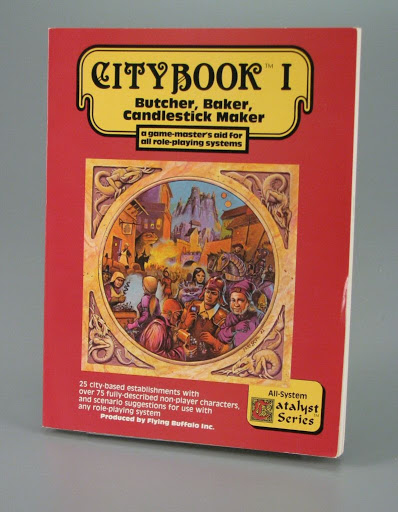 CITYBOOK™ I
Butcher, Baker,
Candlestick Maker
a game-master's aid for
all role-playing systems
25 city-based establishments with
over 75 fully-described non-player characters,
and scenario suggestions for use with
any role-playing system
Produced by Flying Buffalo Inc.
All-System
Catalyst
Series™